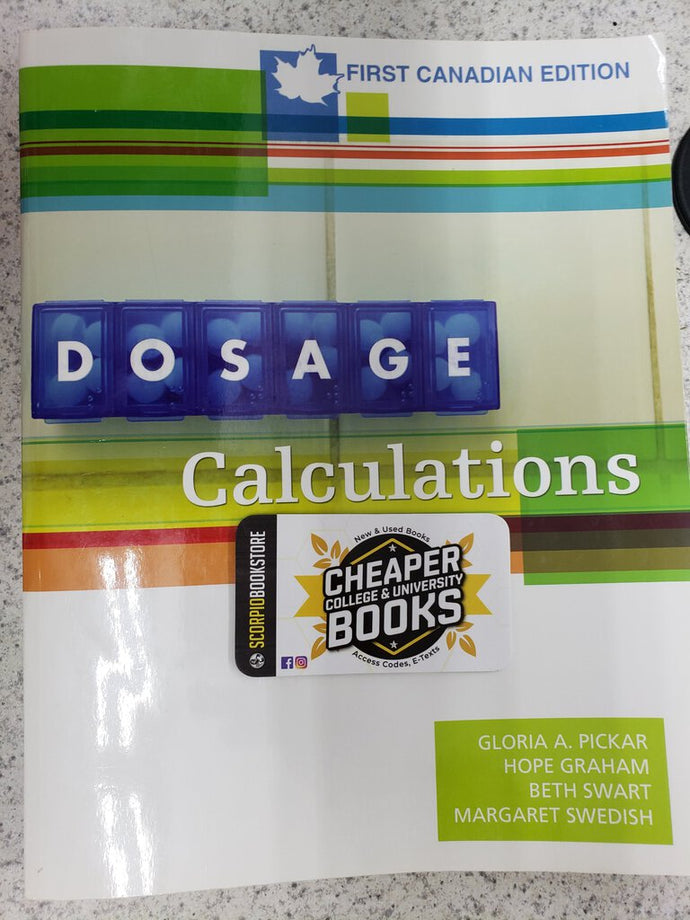 FIRST CANADIAN EDITION
DOSAGE
Calculations
SCORPIOBOOKSTORE
New & Used Books
CHEAPER
COLLEGE & UNIVERSITY
BOOKS
Access Codes, E-Texts
GLORIA A. PICKAR
HOPE GRAHAM
BETH SWART
MARGARET SWEDISH